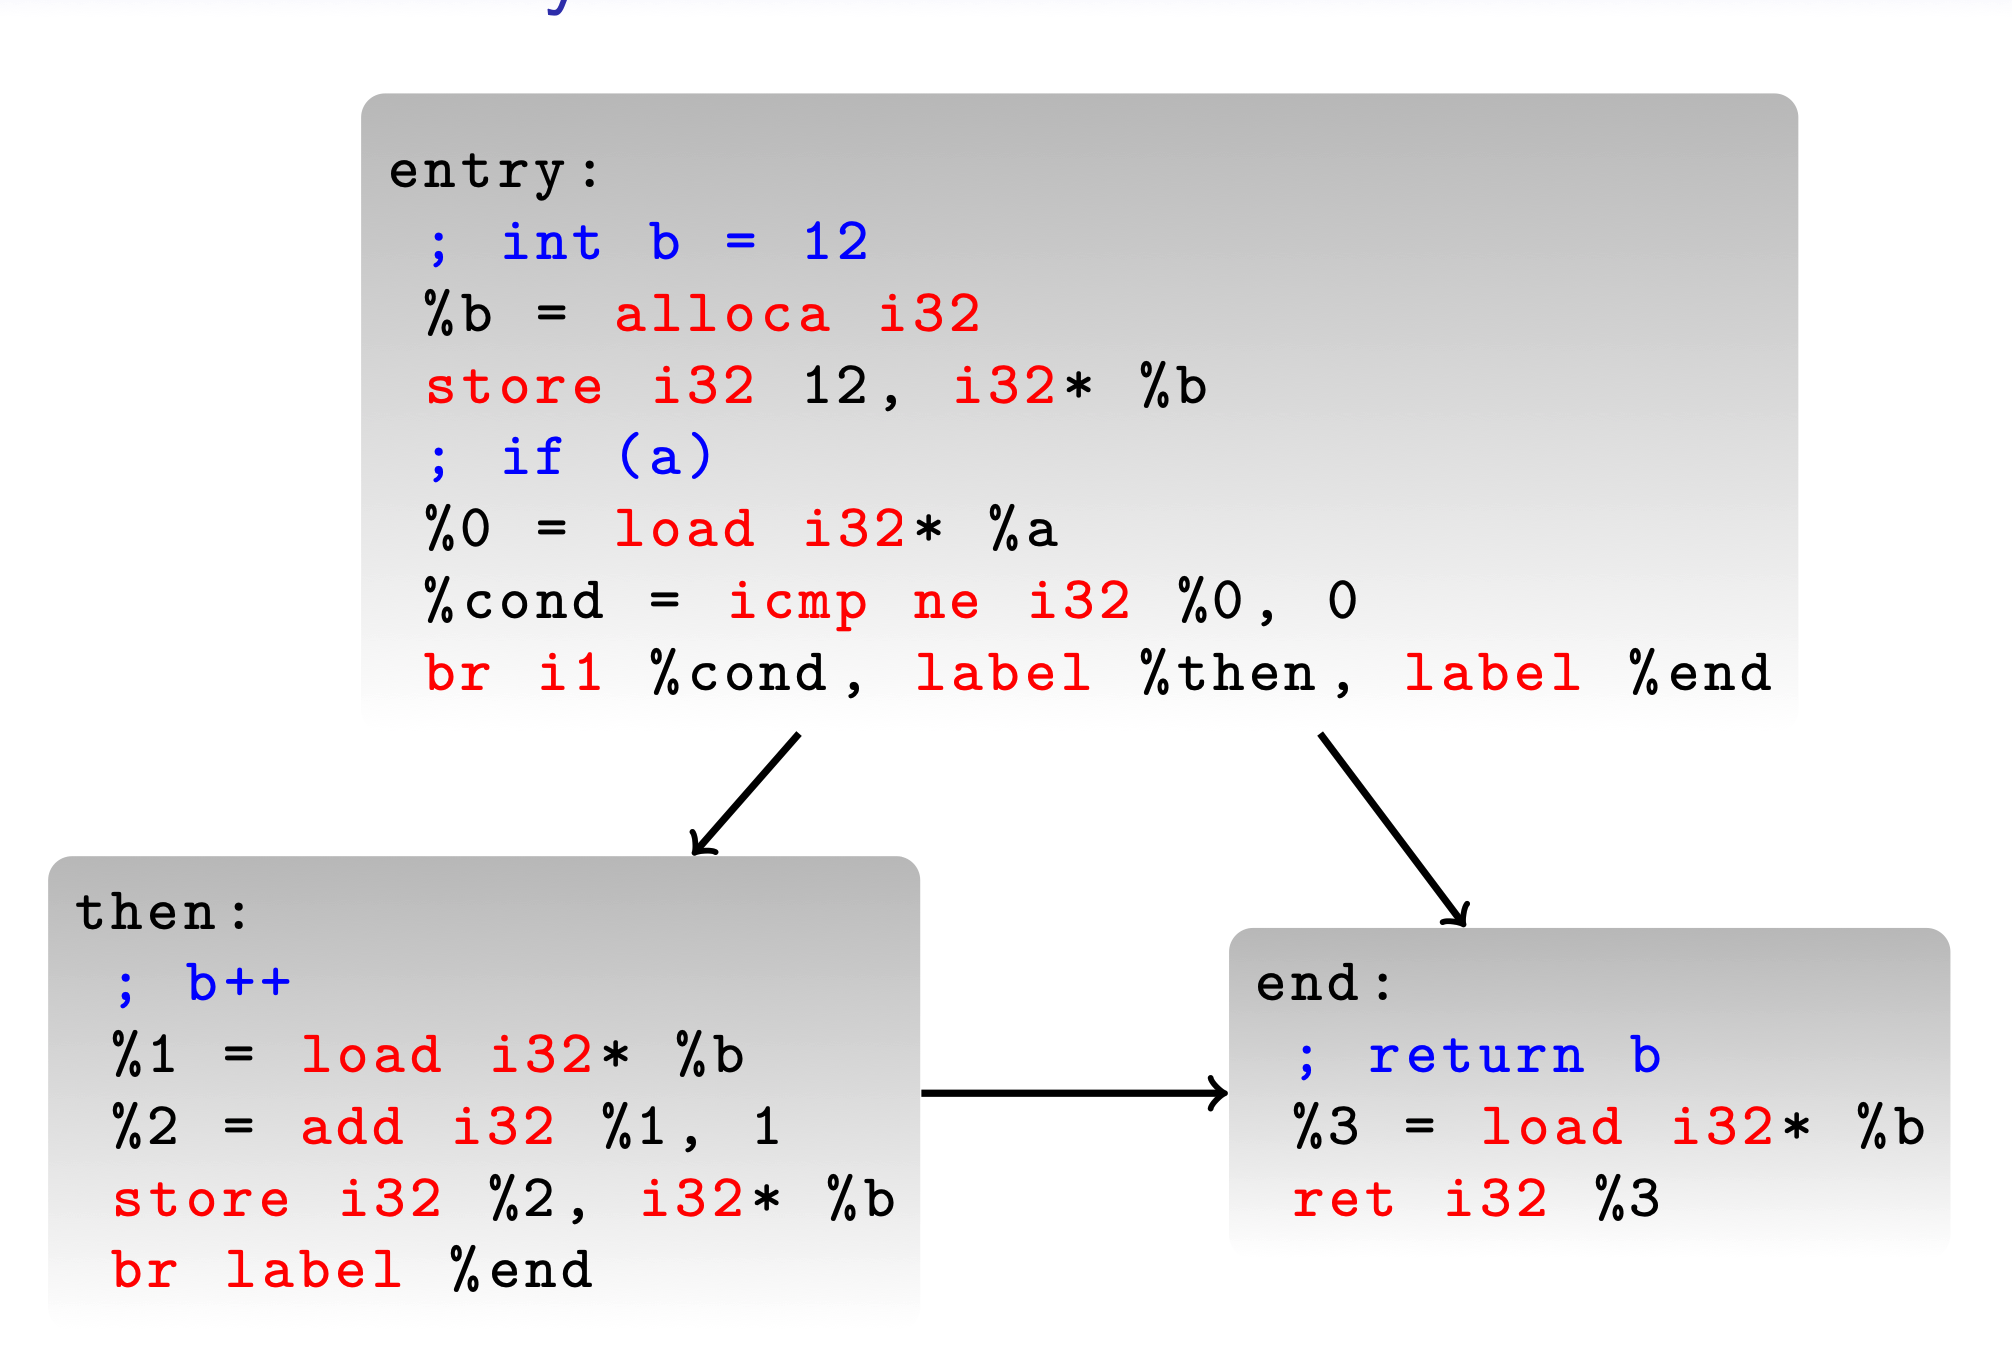 entry:
; int b = 12
%b = alloca i32
store i32 12, i32* %b
; if (a)
%0 = load i32* %a
%cond = icmp ne i32 %0, 0
br i1 %cond, label %then, label %end
then:
; b++
%1 = load i32* %b
%2 = add i32 %1, 1
store i32 %2, i32* %b
br label %end
end:
; return b
%3 = load i32* %b
ret i32 %3